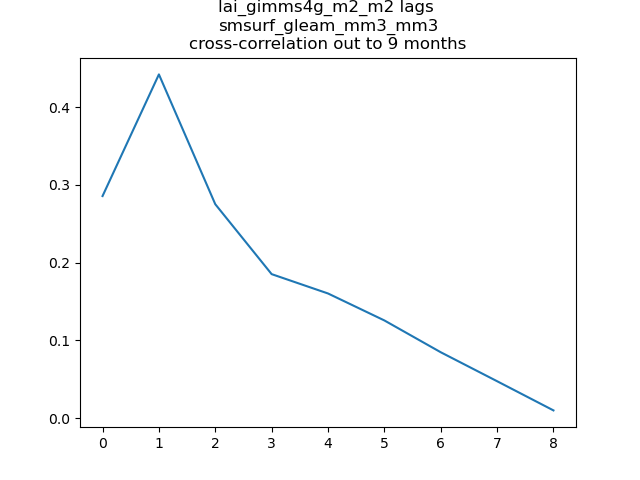 lai_gimms4g_m2_m2 lags
smsurf_gleam_mm3_mm3
cross-correlation out to 9 months
0.4
0.3
0.2
0.1
0.0
0 1 2 3 4 5 6 7 8